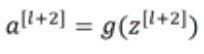 a^{[l+2]} = g(z^{[l+2]})